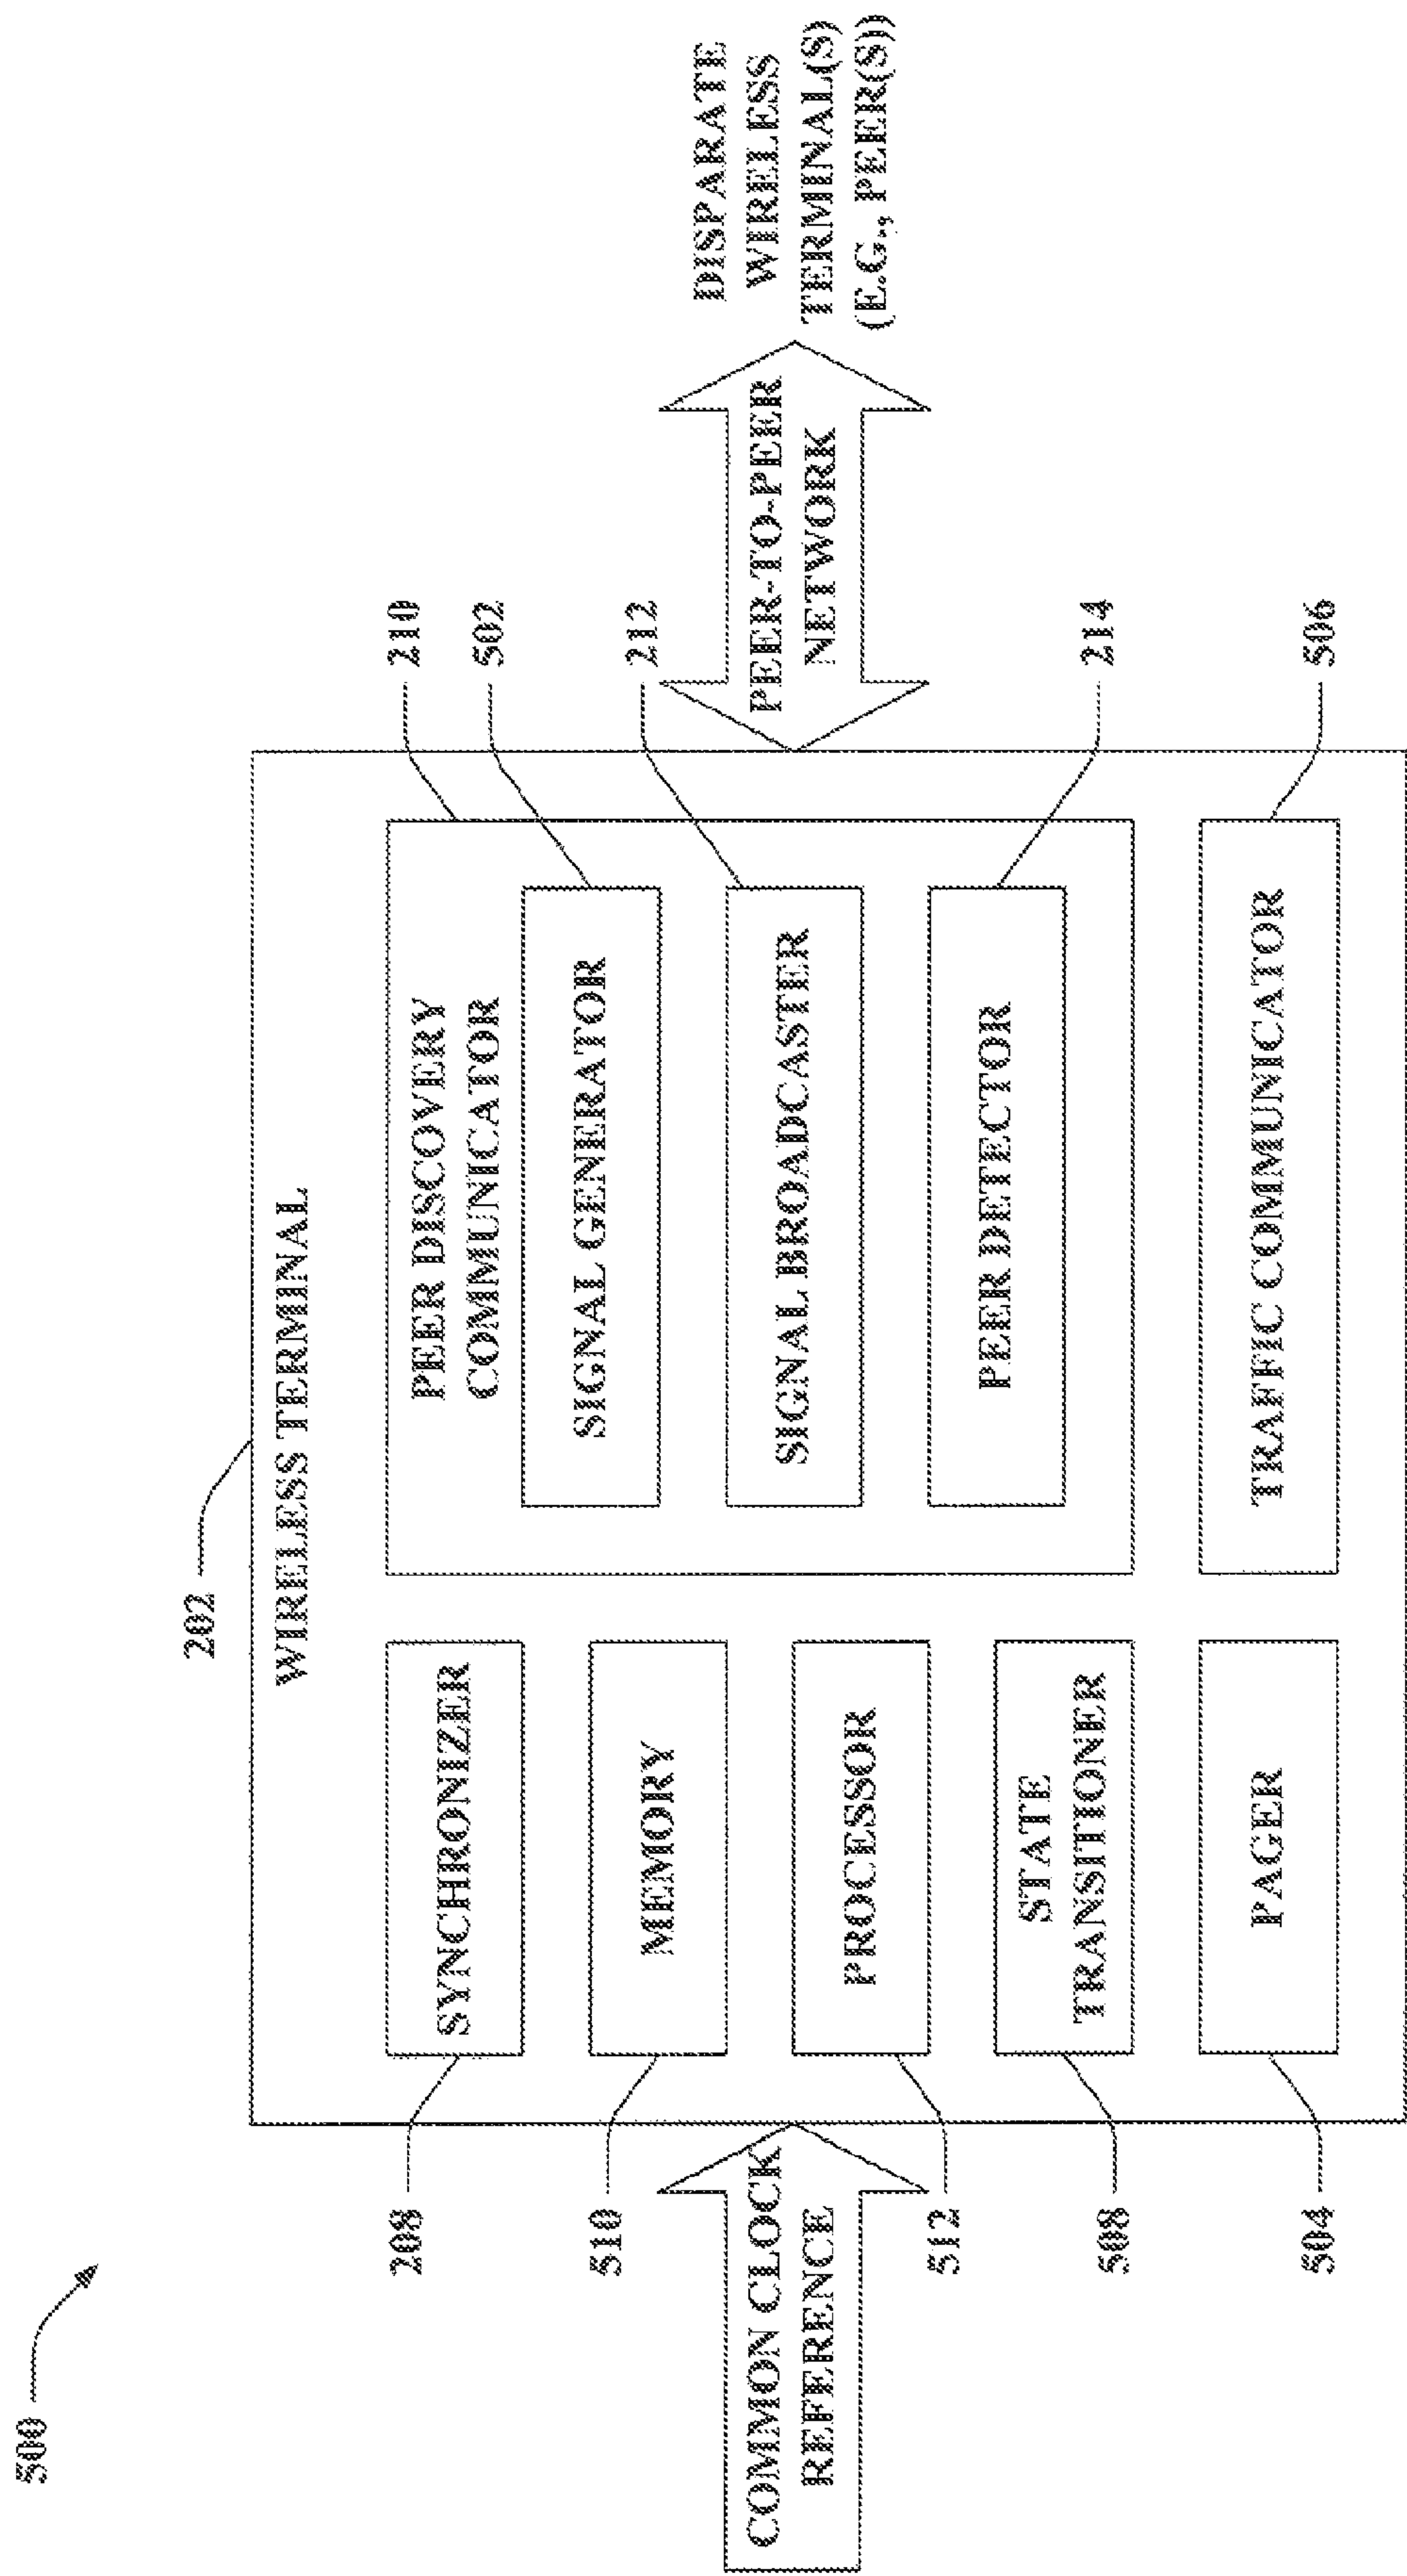 500
202
WIRELESS TERMINAL
208
SYNCHRONIZER
510
MEMORY
512
PROCESSOR
508
STATE
TRANSITIONER
504
PAGER
PEER DISCOVERY
COMMUNICATOR
210
SIGNAL GENERATOR
502
SIGNAL BROADCASTER
212
PEER DETECTOR
214
TRAFFIC COMMUNICATOR
506
COMMON CLOCK
REFERENCE
PEER-TO-PEER
NETWORK
DISPARATE
WIRELESS
TERMINAL(S)
(E.G., PEER(S))